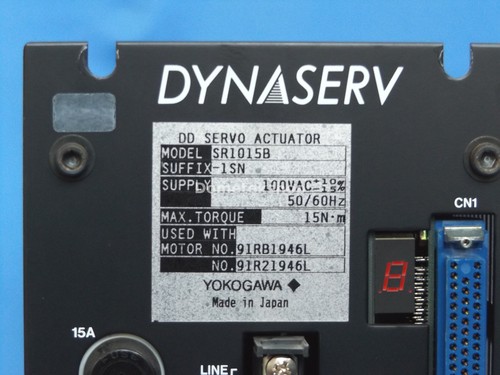 DYNASERV
DD SERVO ACTUATOR
MODEL SR1015B
SUFFIX-1SN
SUPPLY 100VAC+10%-15%
50/60Hz
MAX.TORQUE 15N·m
USED WITH
MOTOR NO.91RB1946L
NO.91R21946L
YOKOGAWA ◆
Made in Japan
CN1
8
15A
LINE